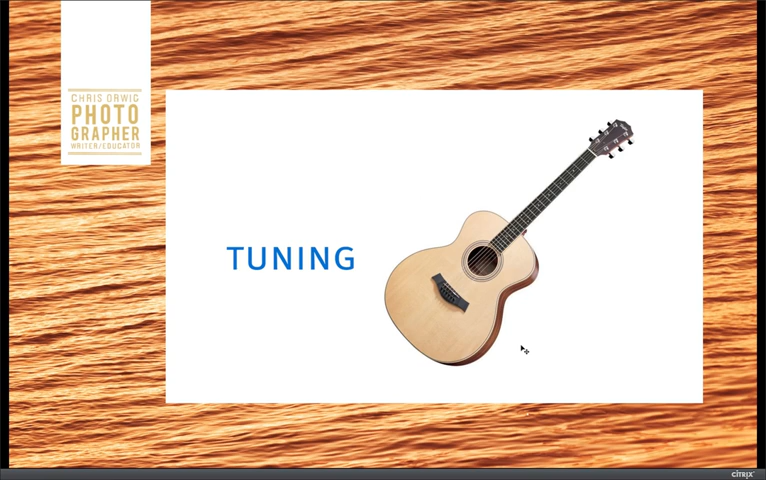 CHRIS ORWIG
PHOTO
GRAPHER
WRITER/EDUCATOR
TUNING
CITRIX